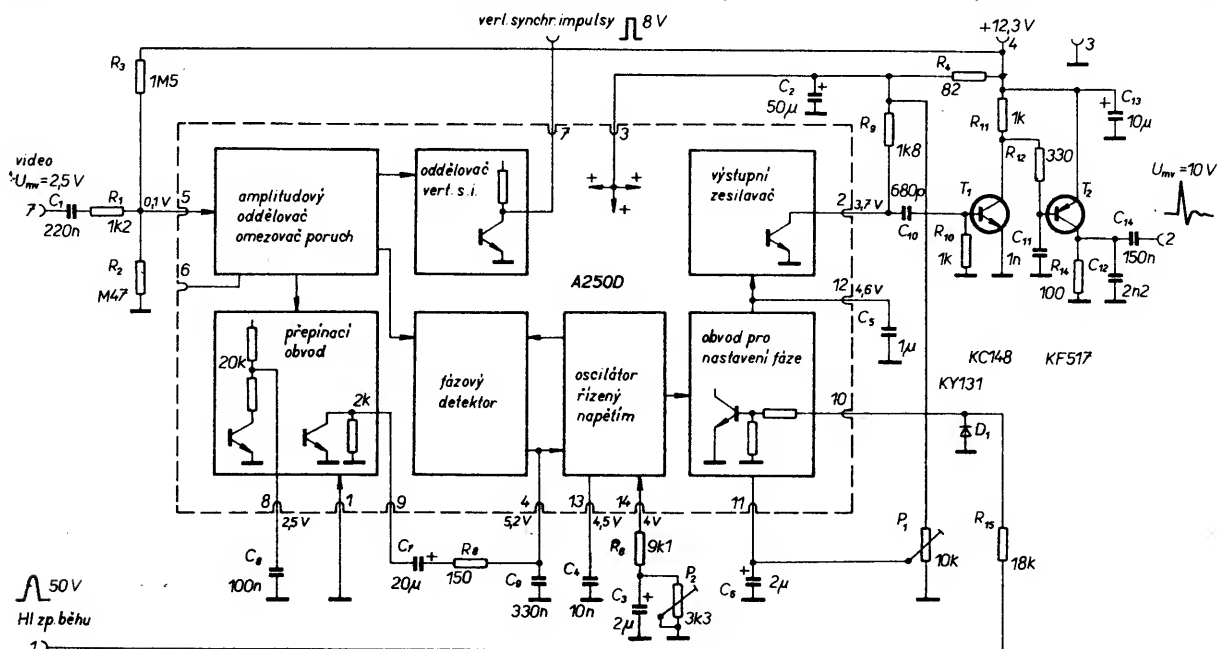 vert. synchr. impulsy
8 V
+12,3 V
4
3
R3
1M5
C2
50µ
R4
82
R9
1k8
R11
1k
R12
330
C13
10µ
7
3
video
Umv = 2,5 V
7
C1
220n
R1
1k2
0,1 V
5
R2
M47
6
amplitudový
oddělovač
omezovač poruch
oddělovač
vert. s. i.
výstupní
zesilovač
2
3,7 V
680p
C10
R10
1k
T1
1n
C11
T2
R14
100
C12
2n2
C14
150n
2
Umv = 10 V
A250D
12
4,6 V
C5
1µ
přepínací
obvod
20k
2k
fázový
detektor
oscilátor
řízený
napětím
obvod pro
nastavení fáze
KC148
KF517
KY131
10
D1
8
2,5 V
1
9
4
5,2 V
13
4,5 V
14
4V
11
C8
100n
C7
20µ
R8
150
C9
330n
C4
10n
R6
9k1
C3
2µ
P2
3k3
C6
2µ
P1
10k
R15
18k
50 V
HI zp. běhu
1